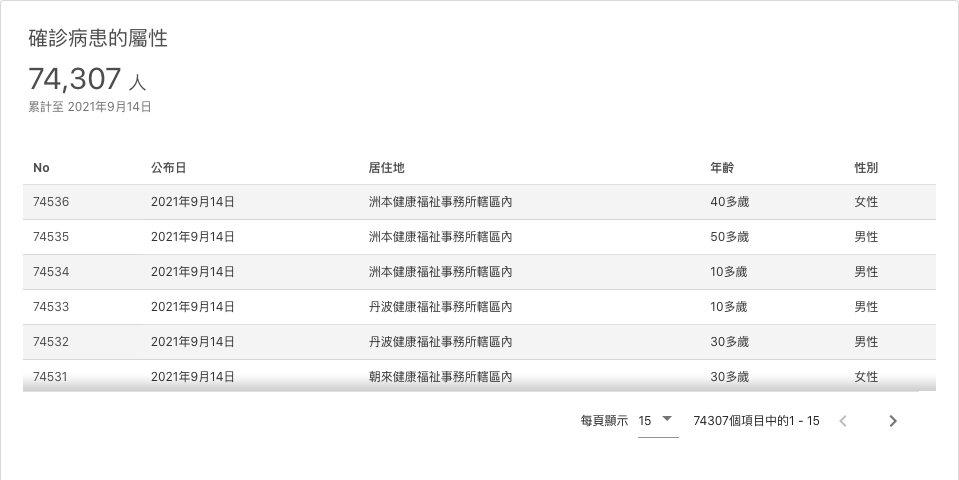 確診病患的屬性
74,307 人
累計至 2021年9月14日
No 公布日 居住地 年齡 性別
74536 2021年9月14日 洲本健康福祉事務所轄區內 40多歲 女性
74535 2021年9月14日 洲本健康福祉事務所轄區內 50多歲 男性
74534 2021年9月14日 洲本健康福祉事務所轄區內 10多歲 男性
74533 2021年9月14日 丹波健康福祉事務所轄區內 10多歲 男性
74532 2021年9月14日 丹波健康福祉事務所轄區內 30多歲 男性
74531 2021年9月14日 朝來健康福祉事務所轄區內 30多歲 女性
每頁顯示 15 74307個項目中的1 - 15